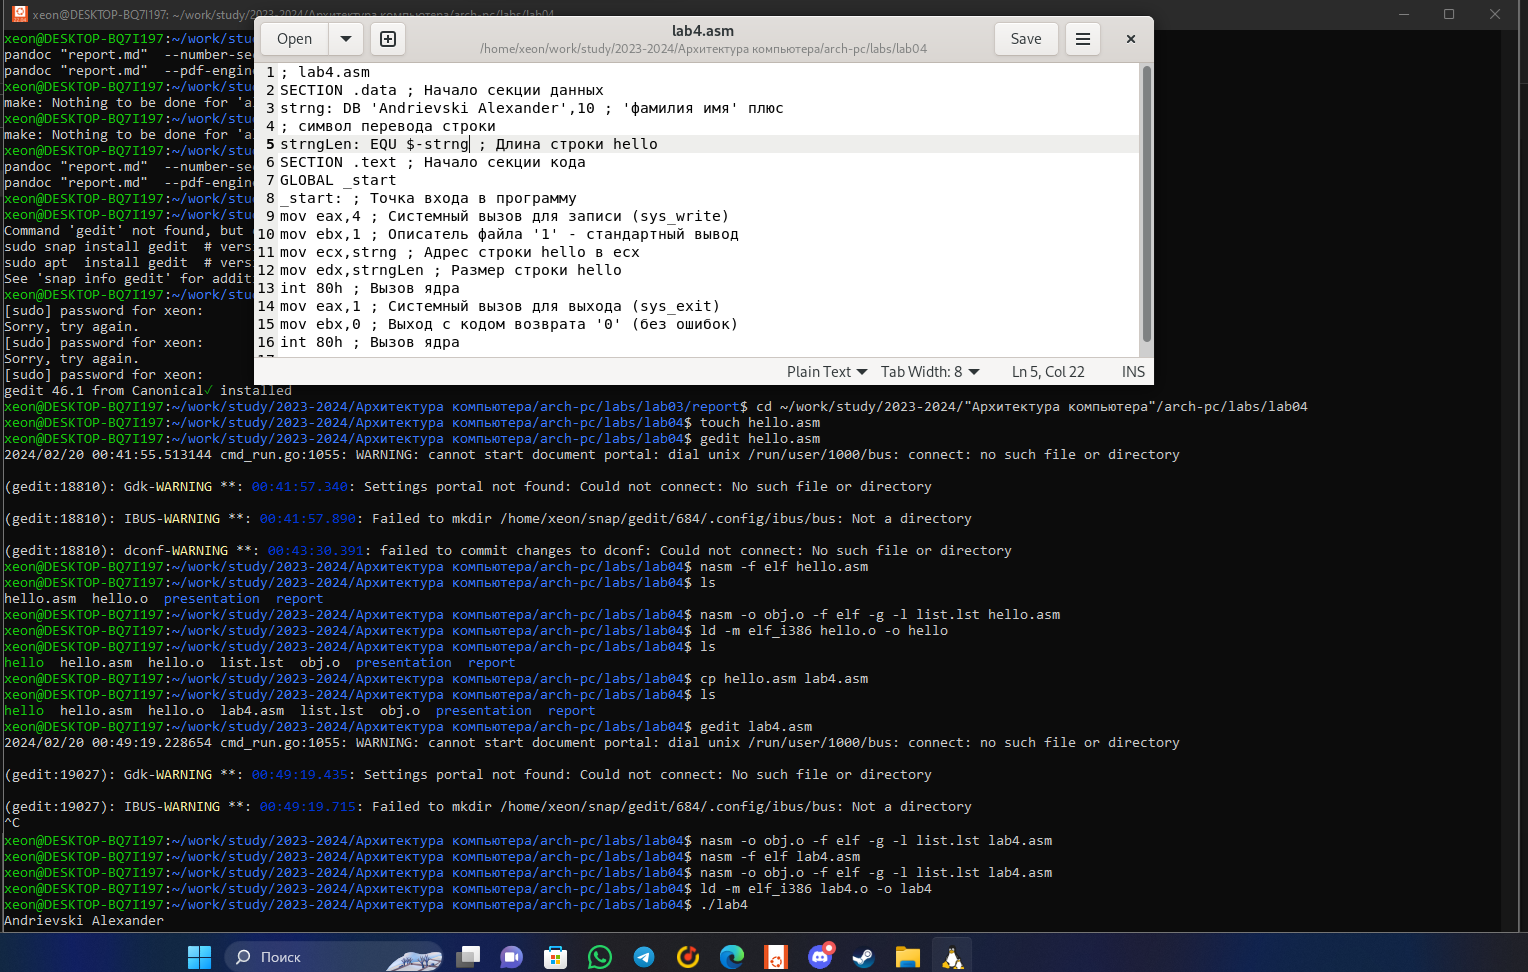 xeon@DESKTOP-BQ7I197: ~/work/study/2023-2024/Архитектура компьютера/arch-pc/labs/lab04
Open
lab4.asm
/home/xeon/work/study/2023-2024/Архитектура компьютера/arch-pc/labs/lab04
Save
1 ; lab4.asm
2 SECTION .data ; Начало секции данных
3 strng: DB 'Andrievski Alexander',10 ; 'фамилия имя' плюс
4 ; символ перевода строки
5 strngLen: EQU $-strng ; Длина строки hello
6 SECTION .text ; Начало секции кода
7 GLOBAL _start
8 _start: ; Точка входа в программу
9 mov eax,4 ; Системный вызов для записи (sys_write)
10 mov ebx,1 ; Описатель файла '1' - стандартный вывод
11 mov ecx,strng ; Адрес строки hello в ecx
12 mov edx,strngLen ; Размер строки hello
13 int 80h ; Вызов ядра
14 mov eax,1 ; Системный вызов для выхода (sys_exit)
15 mov ebx,0 ; Выход с кодом возврата '0' (без ошибок)
16 int 80h ; Вызов ядра
Plain Text Tab Width: 8 Ln 5, Col 22 INS
xeon@DESKTOP-BQ7I197:~/work/stu
pandoc "report.md" --number-se
pandoc "report.md" --pdf-engin
xeon@DESKTOP-BQ7I197:~/work/stu
make: Nothing to be done for 'a
xeon@DESKTOP-BQ7I197:~/work/stu
make: Nothing to be done for 'a
xeon@DESKTOP-BQ7I197:~/work/stu
pandoc "report.md" --number-se
pandoc "report.md" --pdf-engin
xeon@DESKTOP-BQ7I197:~/work/stu
xeon@DESKTOP-BQ7I197:~/work/stu
Command 'gedit' not found, but
sudo snap install gedit # vers
sudo apt install gedit # vers
See 'snap info gedit' for addit
xeon@DESKTOP-BQ7I197:~/work/stu
[sudo] password for xeon:
Sorry, try again.
[sudo] password for xeon:
Sorry, try again.
[sudo] password for xeon:
gedit 46.1 from Canonical✓ installed
xeon@DESKTOP-BQ7I197:~/work/study/2023-2024/Архитектура компьютера/arch-pc/labs/lab03/report$ cd ~/work/study/2023-2024/"Архитектура компьютера"/arch-pc/labs/lab04
xeon@DESKTOP-BQ7I197:~/work/study/2023-2024/Архитектура компьютера/arch-pc/labs/lab04$ touch hello.asm
xeon@DESKTOP-BQ7I197:~/work/study/2023-2024/Архитектура компьютера/arch-pc/labs/lab04$ gedit hello.asm
2024/02/20 00:41:55.513144 cmd_run.go:1055: WARNING: cannot start document portal: dial unix /run/user/1000/bus: connect: no such file or directory
(gedit:18810): Gdk-WARNING **: 00:41:57.340: Settings portal not found: Could not connect: No such file or directory
(gedit:18810): IBUS-WARNING **: 00:41:57.890: Failed to mkdir /home/xeon/snap/gedit/684/.config/ibus/bus: Not a directory
(gedit:18810): dconf-WARNING **: 00:43:30.391: failed to commit changes to dconf: Could not connect: No such file or directory
xeon@DESKTOP-BQ7I197:~/work/study/2023-2024/Архитектура компьютера/arch-pc/labs/lab04$ nasm -f elf hello.asm
xeon@DESKTOP-BQ7I197:~/work/study/2023-2024/Архитектура компьютера/arch-pc/labs/lab04$ ls
hello.asm hello.o presentation report
xeon@DESKTOP-BQ7I197:~/work/study/2023-2024/Архитектура компьютера/arch-pc/labs/lab04$ nasm -o obj.o -f elf -g -l list.lst hello.asm
xeon@DESKTOP-BQ7I197:~/work/study/2023-2024/Архитектура компьютера/arch-pc/labs/lab04$ ld -m elf_i386 hello.o -o hello
xeon@DESKTOP-BQ7I197:~/work/study/2023-2024/Архитектура компьютера/arch-pc/labs/lab04$ ls
hello hello.asm hello.o list.lst obj.o presentation report
xeon@DESKTOP-BQ7I197:~/work/study/2023-2024/Архитектура компьютера/arch-pc/labs/lab04$ cp hello.asm lab4.asm
xeon@DESKTOP-BQ7I197:~/work/study/2023-2024/Архитектура компьютера/arch-pc/labs/lab04$ ls
hello hello.asm hello.o lab4.asm list.lst obj.o presentation report
xeon@DESKTOP-BQ7I197:~/work/study/2023-2024/Архитектура компьютера/arch-pc/labs/lab04$ gedit lab4.asm
2024/02/20 00:49:19.228654 cmd_run.go:1055: WARNING: cannot start document portal: dial unix /run/user/1000/bus: connect: no such file or directory
(gedit:19027): Gdk-WARNING **: 00:49:19.435: Settings portal not found: Could not connect: No such file or directory
(gedit:19027): IBUS-WARNING **: 00:49:19.715: Failed to mkdir /home/xeon/snap/gedit/684/.config/ibus/bus: Not a directory
^C
xeon@DESKTOP-BQ7I197:~/work/study/2023-2024/Архитектура компьютера/arch-pc/labs/lab04$ nasm -o obj.o -f elf -g -l list.lst lab4.asm
xeon@DESKTOP-BQ7I197:~/work/study/2023-2024/Архитектура компьютера/arch-pc/labs/lab04$ nasm -f elf lab4.asm
xeon@DESKTOP-BQ7I197:~/work/study/2023-2024/Архитектура компьютера/arch-pc/labs/lab04$ nasm -o obj.o -f elf -g -l list.lst lab4.asm
xeon@DESKTOP-BQ7I197:~/work/study/2023-2024/Архитектура компьютера/arch-pc/labs/lab04$ ld -m elf_i386 lab4.o -o lab4
xeon@DESKTOP-BQ7I197:~/work/study/2023-2024/Архитектура компьютера/arch-pc/labs/lab04$ ./lab4
Andrievski Alexander
Поиск